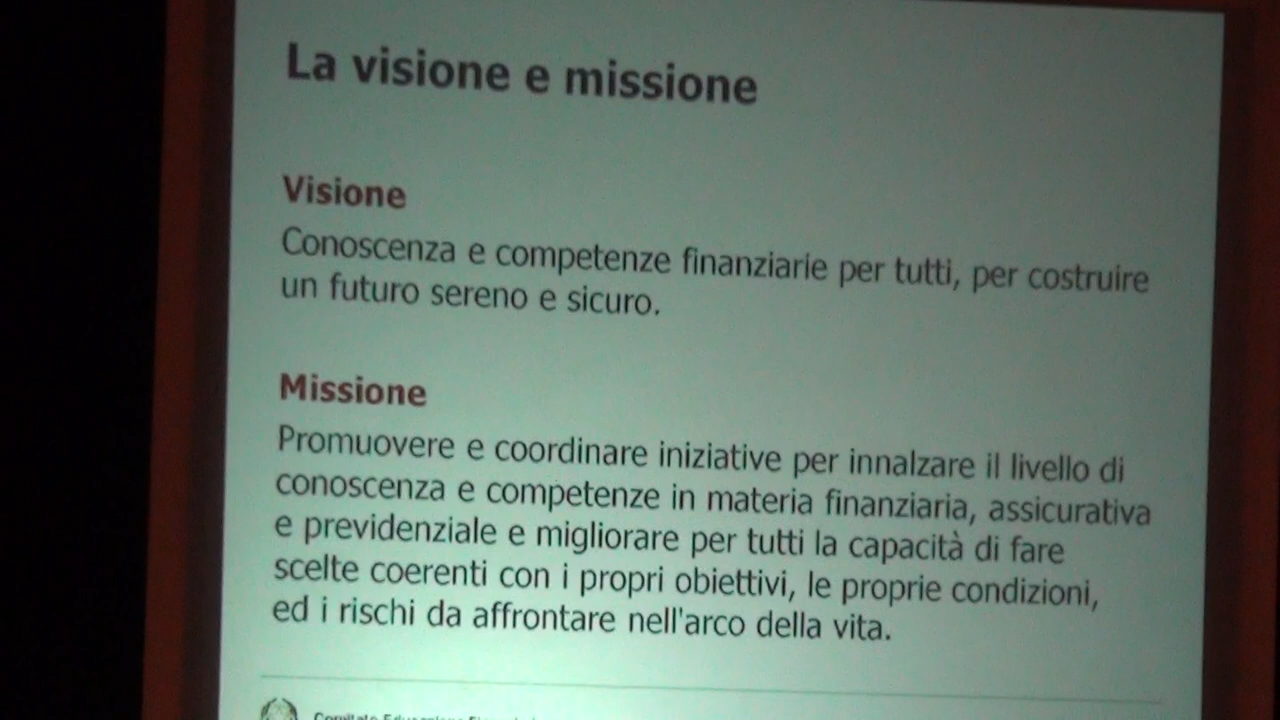 La visione e missione
Visione
Conoscenza e competenze finanziarie per tutti, per costruire
un futuro sereno e sicuro.
Missione
Promuovere e coordinare iniziative per innalzare il livello di
conoscenza e competenze in materia finanziaria, assicurativa
e previdenziale e migliorare per tutti la capacità di fare
scelte coerenti con i propri obiettivi, le proprie condizioni,
ed i rischi da affrontare nell'arco della vita.